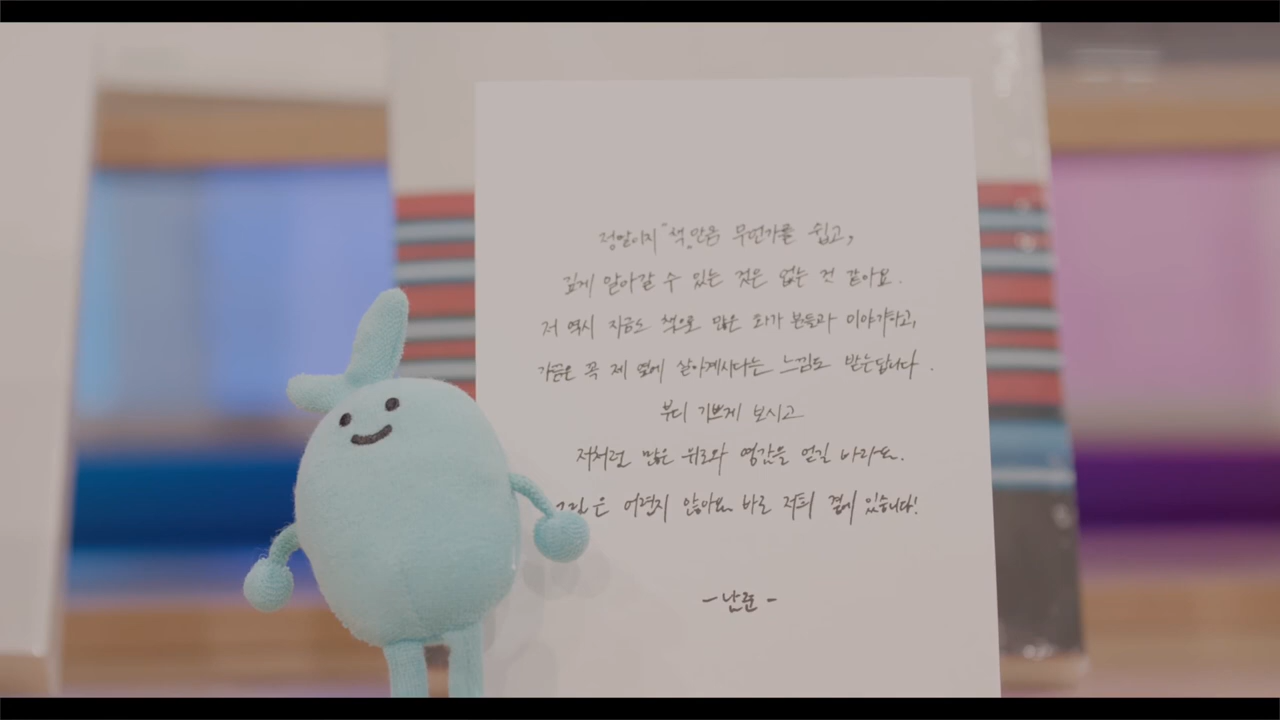 정말이지 "책"만큼 무언가를 쉽고,
깊게 알아갈 수 있는 것은 없는 것 같아요.
저 역시 지금도 책으로 많은 화가 분들과 이야기하고,
가끔은 꼭 제 옆에 살아계시다는 느낌도 받는답니다.
부디 기쁘게 보시고
저처럼 많은 위로와 영감을 얻길 바라요.
은 어렵지 않아요. 바로 저희 곁에 있습니다!
-남준-